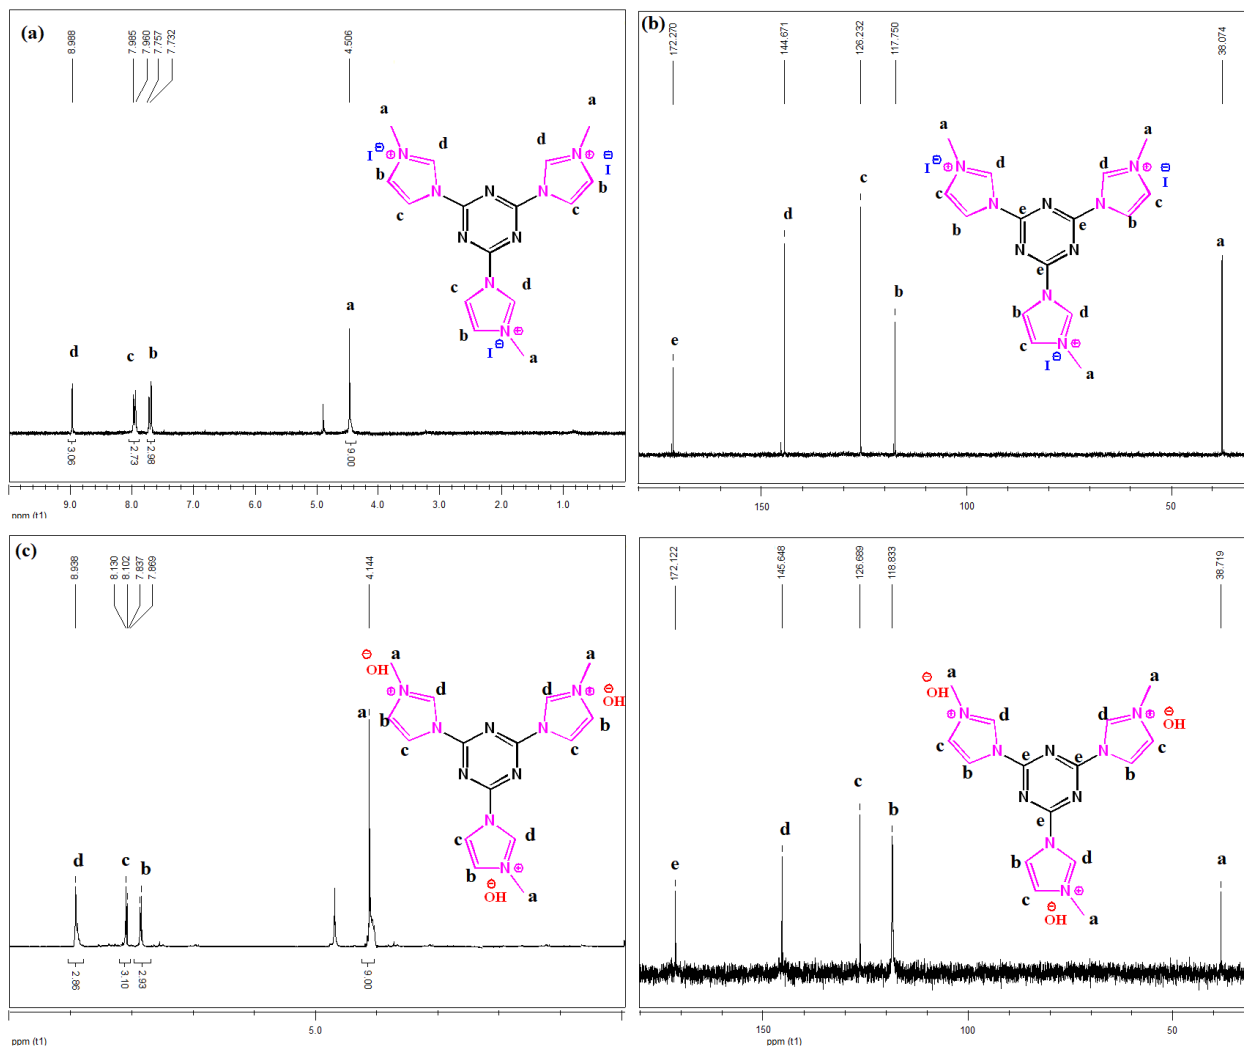 (a)
8.988
7.985
7.960
7.757
7.732
4.506
a
a
I
⊖
⊕
N
d
d
N
⊕
⊖
I
b
N
N
N
b
c
c
N
N
N
c
d
b
N
⊕
I
⊖
a
d
c
b
a
3.06
2.73
2.98
9.00
9.0
8.0
7.0
6.0
5.0
4.0
3.0
2.0
1.0
ppm (t1)
(b)
172.270
144.671
126.232
117.750
38.074
a
a
I
⊖
⊕
N
d
d
N
⊕
⊖
I
c
N
N
N
c
b
e
e
b
N
N
e
N
b
d
c
N
⊕
I
⊖
a
e
d
c
b
a
150
100
50
(c)
8.938
8.130
8.102
7.837
7.869
4.144
⊖
OH
a
a
⊕
N
d
d
N
⊕
⊖
OH
b
N
N
N
b
c
c
N
N
N
c
d
b
N
⊕
⊖
OH
a
d
c
b
a
2.86
3.10
2.93
9.00
5.0
ppm (t1)
172.122
145.648
126.689
118.833
38.719
⊖
OH
a
a
⊕
N
d
d
N
⊕
⊖
OH
c
N
N
N
c
b
e
e
b
N
N
e
N
b
d
c
N
⊕
⊖
OH
a
e
d
c
b
a
150
100
50
ppm (t1)